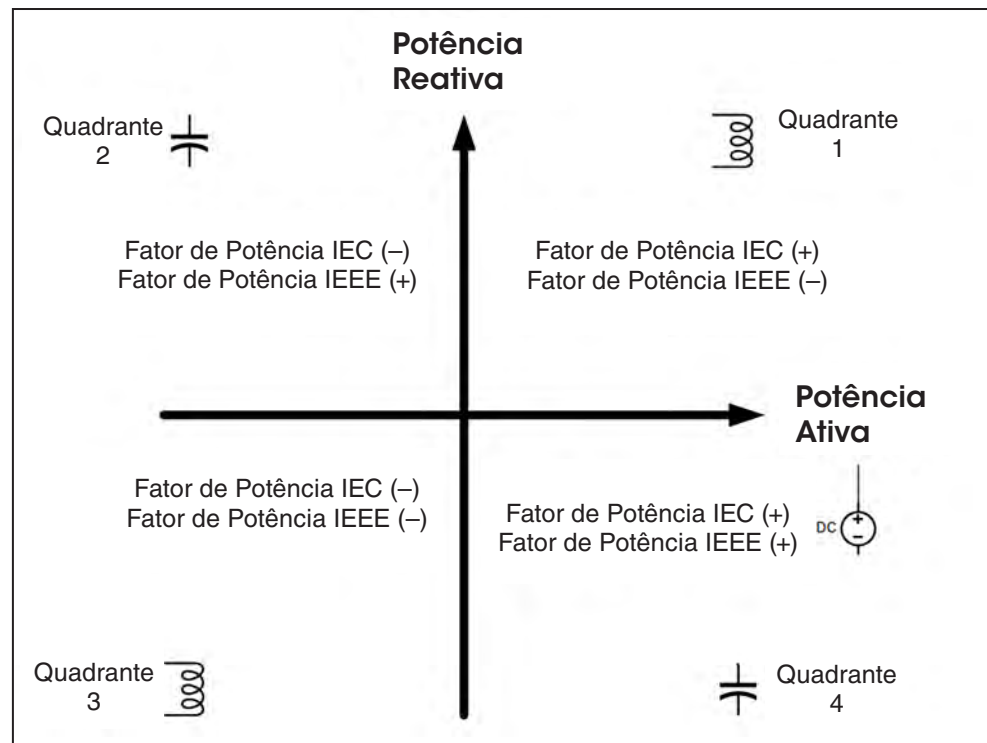 Potência
Reativa
Quadrante
2
Quadrante
1
Fator de Potência IEC (–)
Fator de Potência IEEE (+)
Fator de Potência IEC (+)
Fator de Potência IEEE (–)
Potência
Ativa
Fator de Potência IEC (–)
Fator de Potência IEEE (–)
Fator de Potência IEC (+)
Fator de Potência IEEE (+)
DC
+
–
Quadrante
3
Quadrante
4